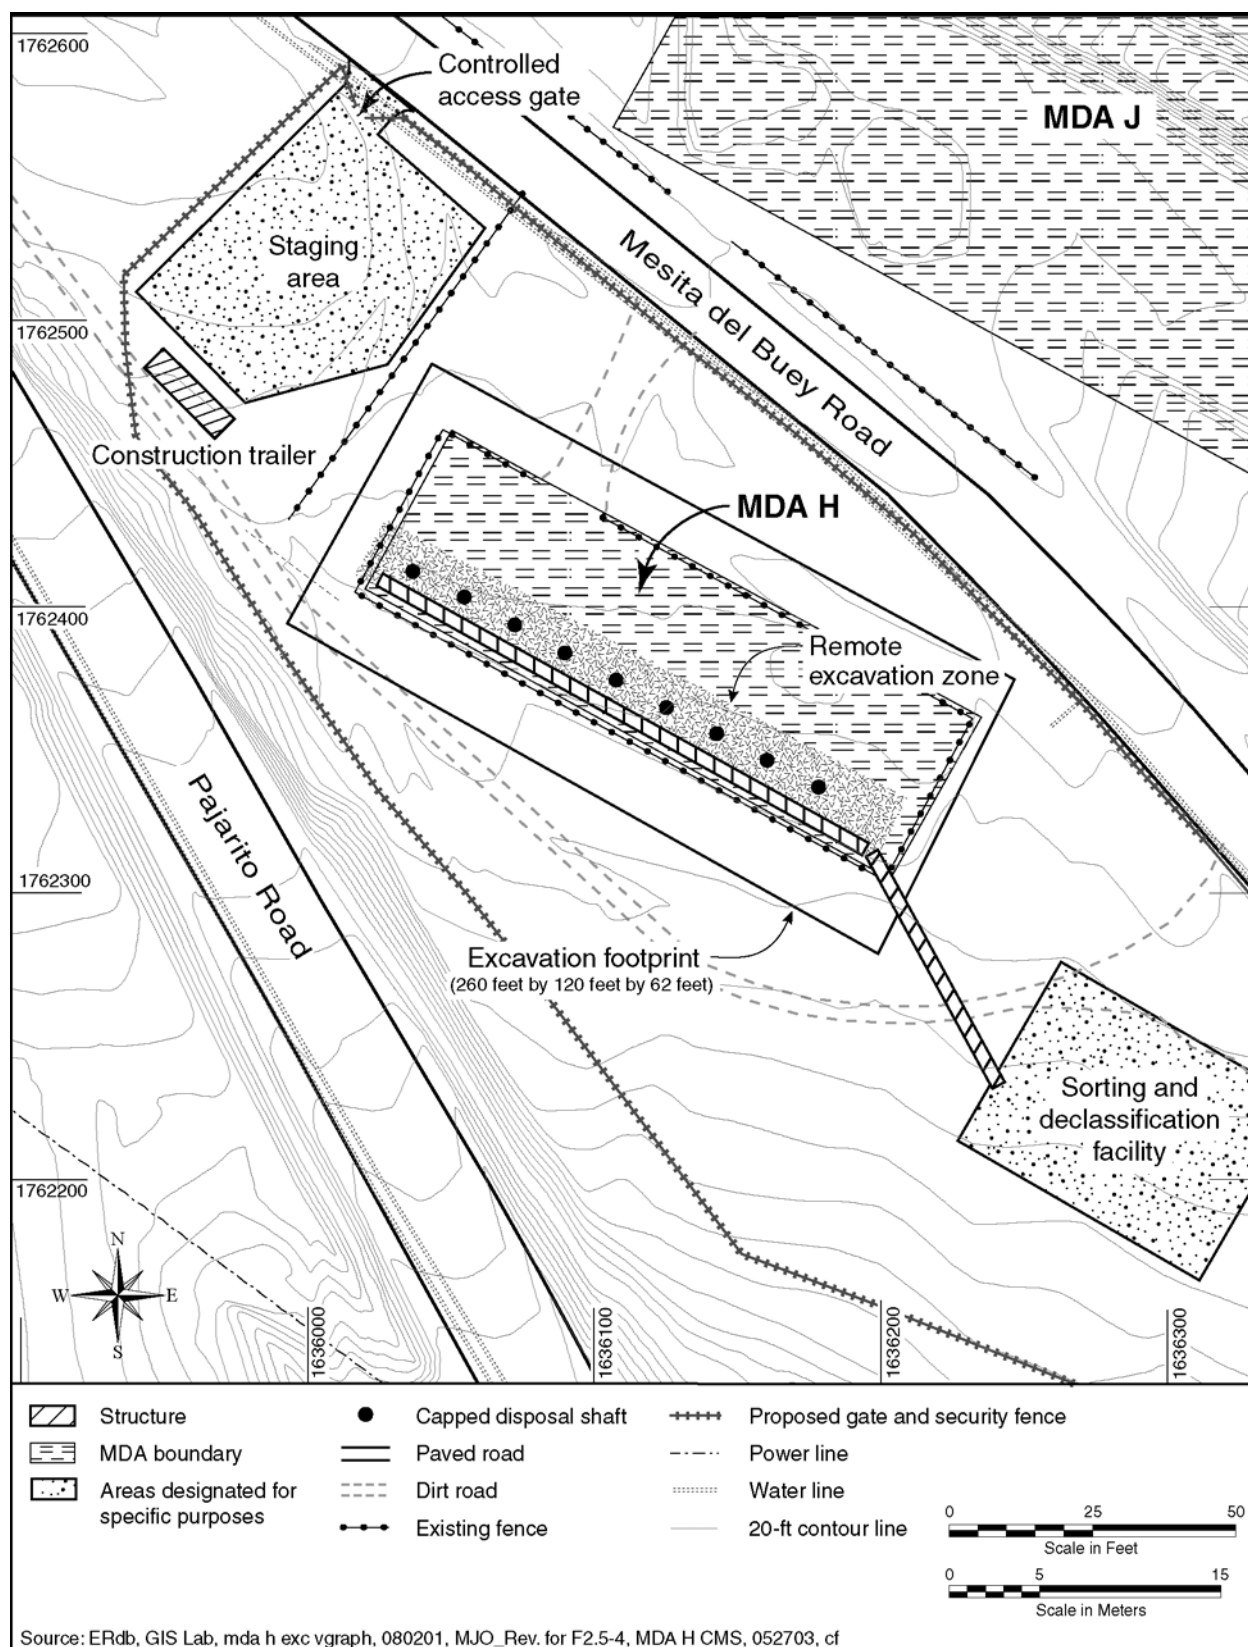 1762600
Controlled
access gate
MDA J
Staging
area
Mesita del Buey Road
1762500
Construction trailer
MDA H
1762400
Remote
excavation zone
Pajarito Road
1762300
Excavation footprint
(260 feet by 120 feet by 62 feet)
Sorting and
declassification
facility
1762200
N
W E
S
1636000
1636100
1636200
1636300
Structure
MDA boundary
Areas designated for
specific purposes
Capped disposal shaft
Paved road
Dirt road
Existing fence
Proposed gate and security fence
Power line
Water line
20-ft contour line
0 25 50
Scale in Feet
0 5 15
Scale in Meters
Source: ERdb, GIS Lab, mda h exc vgraph, 080201, MJO_Rev. for F2.5-4, MDA H CMS, 052703, cf